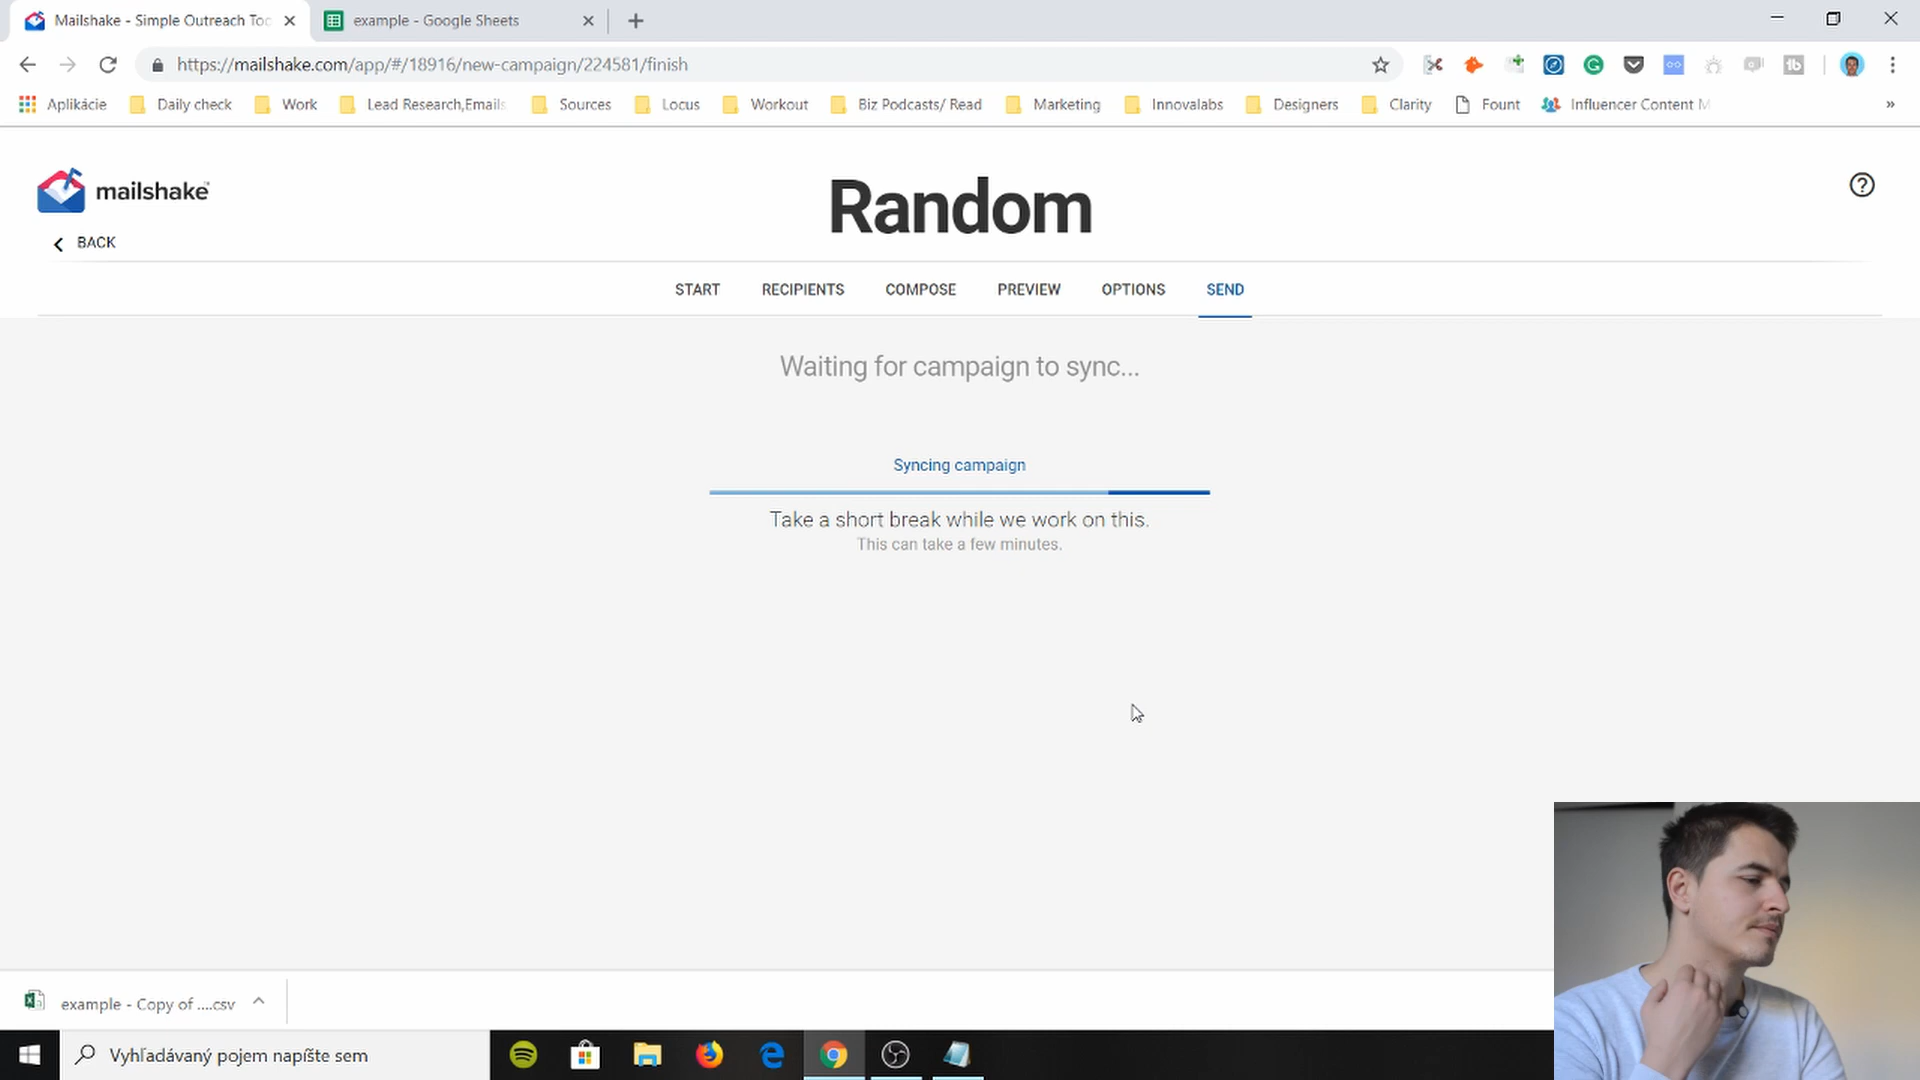 Mailshake - Simple Outreach Too
example - Google Sheets
https://mailshake.com/app/#/18916/new-campaign/224581/finish
Aplikácie
Daily check
Work
Lead Research,Emails
Sources
Locus
Workout
Biz Podcasts/ Read
Marketing
Innovalabs
Designers
Clarity
Fount
Influencer Content M
»
mailshake
Random
BACK
START
RECIPIENTS
COMPOSE
PREVIEW
OPTIONS
SEND
Waiting for campaign to sync...
Syncing campaign
Take a short break while we work on this.
This can take a few minutes.
example - Copy of ....csv
Vyhľadávaný pojem napíšte sem